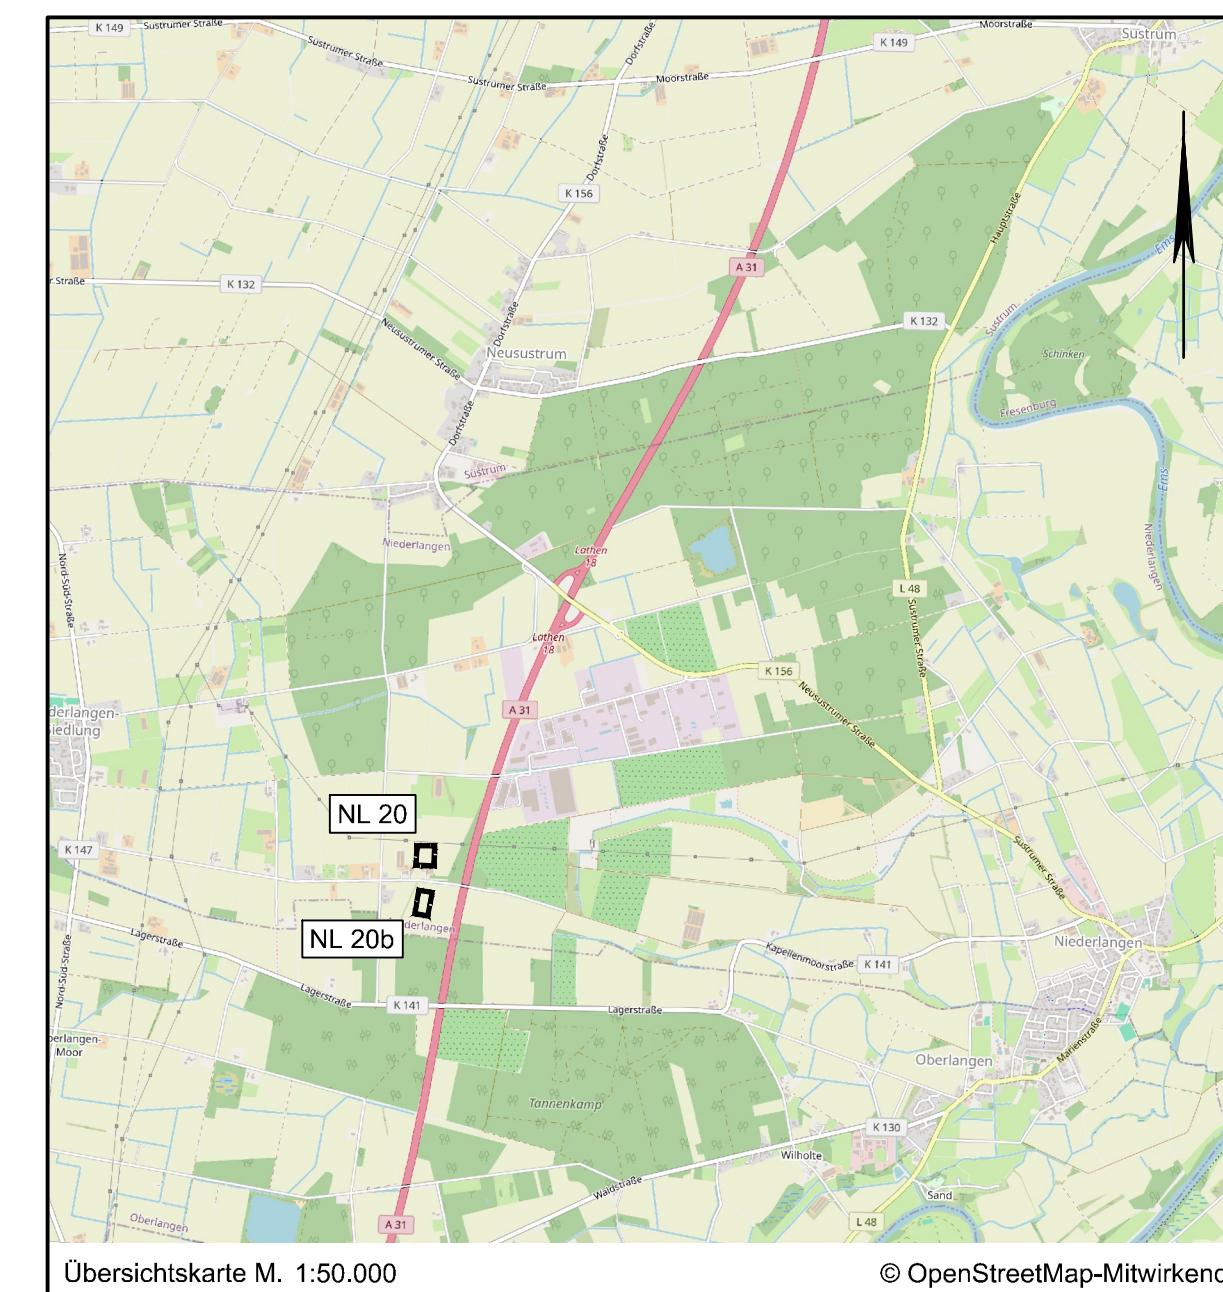 K 149
Sustrumer Straße
Sustrumer Straße
Sustrumer Straße
Dorfstraße
Moorstraße
K 149
Moorstraße
Sustrum
Dorfstraße
K 156
Hauptstraße
Ems
A 31
r Straße
K 132
Neusustrumer Straße
Dorfstraße
Neusustrum
K 132
Sustrum
Schinken
Fresenburg
Dorfstraße
Sustrum
Ems
Niederlangen
Niederlangen
Nord-Süd-Straße
Lathen
18
L 48
Sustrumer Straße
Lathen
18
K 156
Neusustrumer Straße
A 31
derlangen-
Siedlung
NL 20
K 147
Sustrumer Straße
NL 20b
ederlangen
Lagerstraße
Nord-Süd-Straße
Kapellenmoorstraße
K 141
Niederlangen
Lagerstraße
K 141
Lagerstraße
Marienstraße
berlangen-
Moor
Oberlangen
Tannenkamp
K 130
Wilholte
Waldstraße
Sand
Oberlangen
A 31
L 48
Übersichtskarte M. 1:50.000
© OpenStreetMap-Mitwirkend